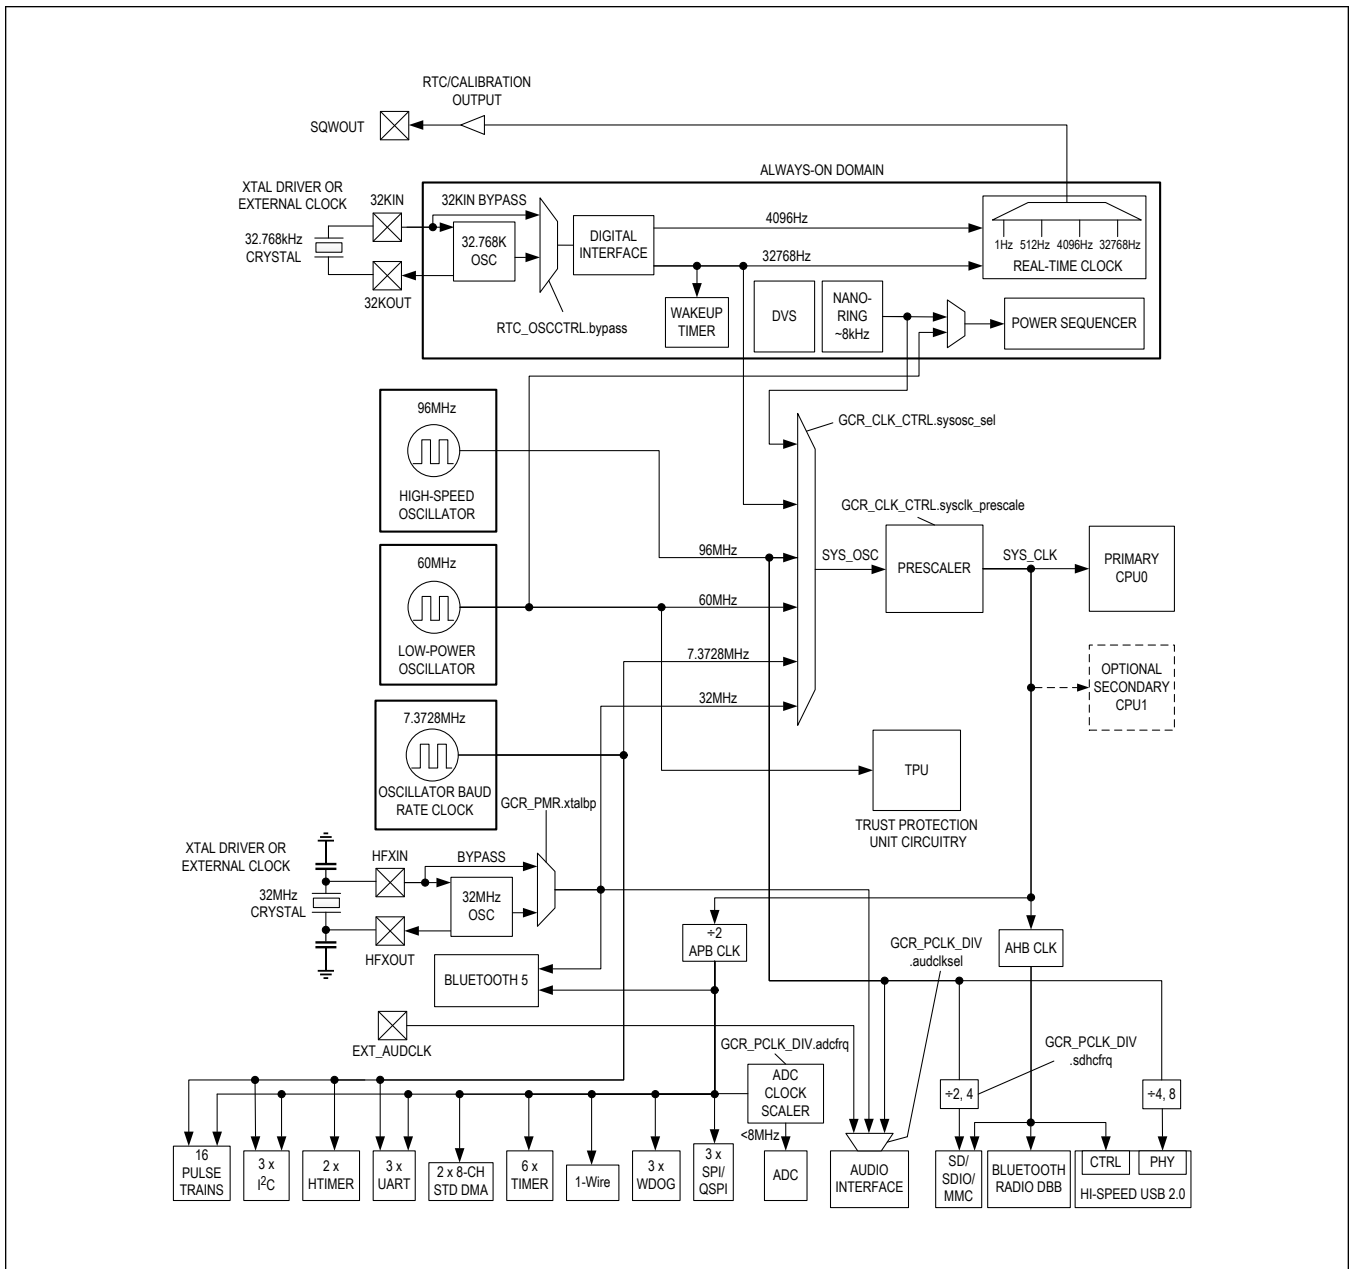 RTC/CALIBRATION
OUTPUT
SQWOUT
ALWAYS-ON DOMAIN
XTAL DRIVER OR
EXTERNAL CLOCK
32KIN
32KIN BYPASS
32.768kHz
CRYSTAL
32.768K
OSC
32KOUT
DIGITAL
INTERFACE
4096Hz
32768Hz
1Hz
512Hz
4096Hz
32768Hz
REAL-TIME CLOCK
RTC_OSCCTRL.bypass
WAKEUP
TIMER
DVS
NANO-
RING
~8kHz
POWER SEQUENCER
96MHz
HIGH-SPEED
OSCILLATOR
GCR_CLK_CTRL.sysosc_sel
GCR_CLK_CTRL.sysclk_prescale
60MHz
LOW-POWER
OSCILLATOR
96MHz
60MHz
7.3728MHz
32MHz
SYS_OSC
PRESCALER
SYS_CLK
PRIMARY
CPU0
OPTIONAL
SECONDARY
CPU1
7.3728MHz
OSCILLATOR BAUD
RATE CLOCK
TPU
TRUST PROTECTION
UNIT CIRCUITRY
GCR_PMR.xtalbp
XTAL DRIVER OR
EXTERNAL CLOCK
HFXIN
BYPASS
32MHz
CRYSTAL
32MHz
OSC
HFXOUT
÷2
APB CLK
AHB CLK
GCR_PCLK_DIV
.audclksel
BLUETOOTH 5
EXT_AUDCLK
GCR_PCLK_DIV.adcfrq
ADC
CLOCK
SCALER
<8MHz
GCR_PCLK_DIV
.sdhcfrq
÷2, 4
÷4, 8
16
PULSE
TRAINS
3 x
I²C
2 x
HTIMER
3 x
UART
2 x 8-CH
STD DMA
6 x
TIMER
1-Wire
3 x
WDOG
3 x
SPI/
QSPI
ADC
AUDIO
INTERFACE
SD/
SDIO/
MMC
BLUETOOTH
RADIO DBB
CTRL
PHY
HI-SPEED USB 2.0